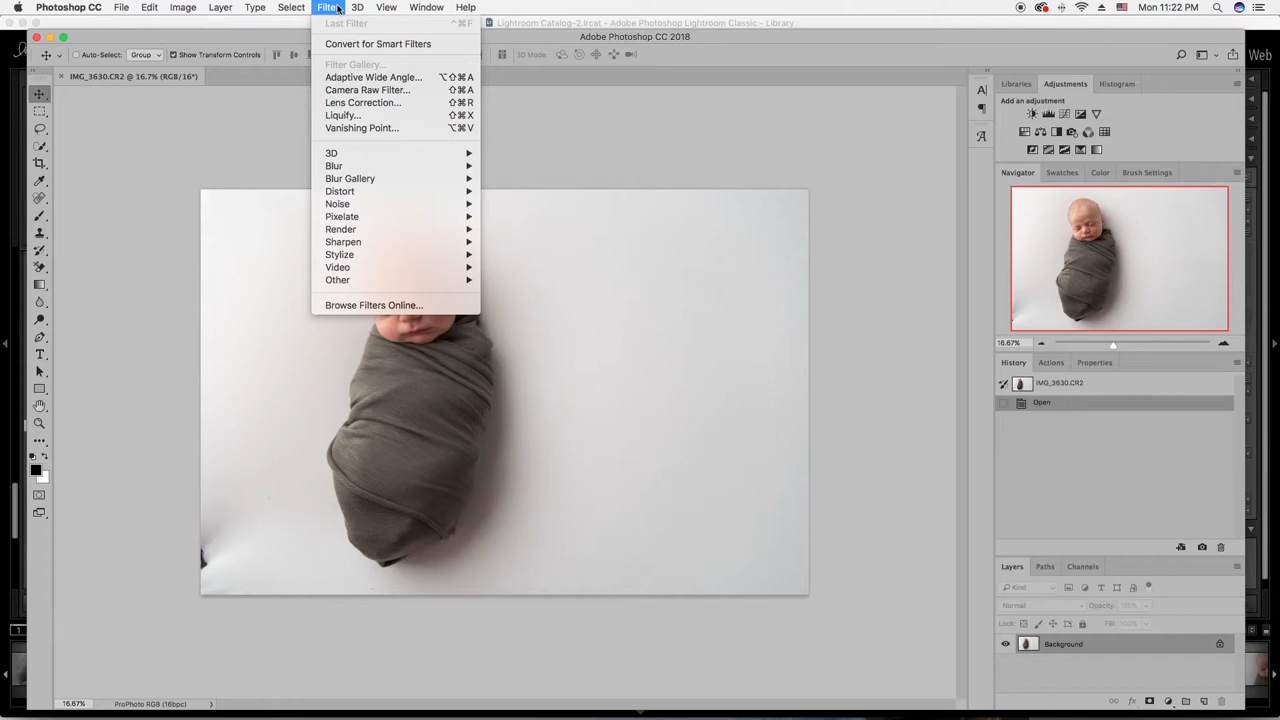 Photoshop CC File Edit Image Layer Type Select Filter 3D View Window Help Mon 11:22 PM
Lightroom Catalog-2.lrcat - Adobe Photoshop Lightroom Classic - Library
Adobe Photoshop CC 2018
Auto-Select: Group Show Transform Controls 3D Mode:
Web
IMG_3630.CR2 @ 16.7% (RGB/16*)
Last Filter ^⌘F
Convert for Smart Filters
Filter Gallery...
Adaptive Wide Angle... ⌥⇧⌘A
Camera Raw Filter... ⇧⌘A
Lens Correction... ⇧⌘R
Liquify... ⇧⌘X
Vanishing Point... ⌥⌘V
3D
Blur
Blur Gallery
Distort
Noise
Pixelate
Render
Sharpen
Stylize
Video
Other
Browse Filters Online...
Libraries Adjustments Histogram
Add an adjustment
Navigator Swatches Color Brush Settings
16.67%
History Actions Properties
IMG_3630.CR2
Open
Layers Paths Channels
Kind
Normal Opacity: 100%
Lock: Fill: 100%
Background
16.67% ProPhoto RGB (16bpc)
1